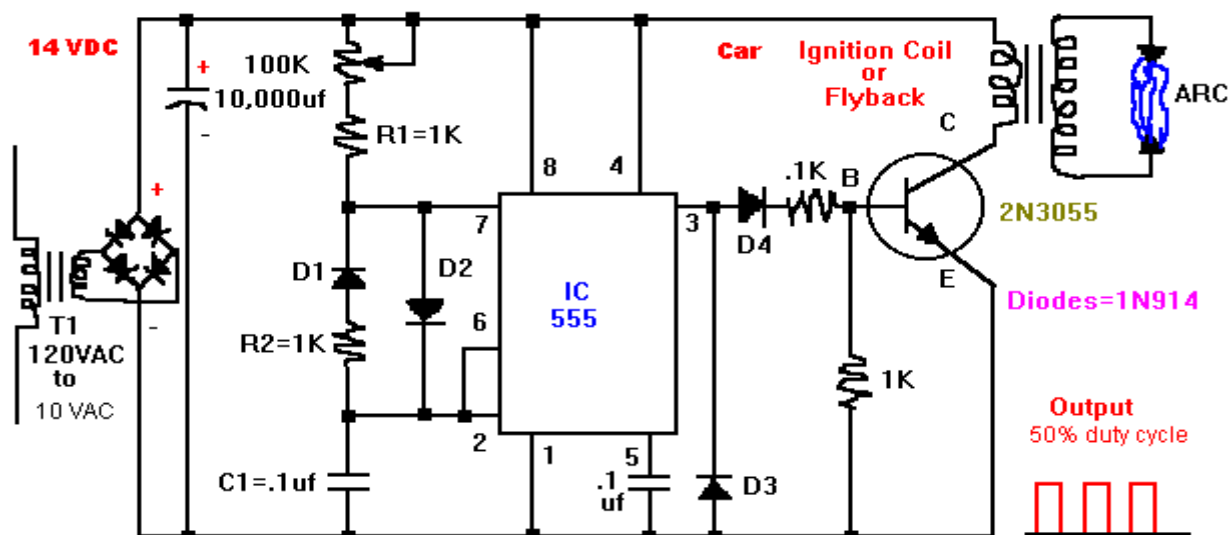 14 VDC
+
10,000uf
-
100K
R1=1K
8
4
Car
Ignition Coil
or
Flyback
C
ARC
.1K
B
2N3055
+
-
T1
120VAC
to
10 VAC
7
3
D4
E
D1
D2
6
IC
555
Diodes=1N914
R2=1K
2
1K
C1=.1uf
1
5
.1
uf
D3
Output
50% duty cycle